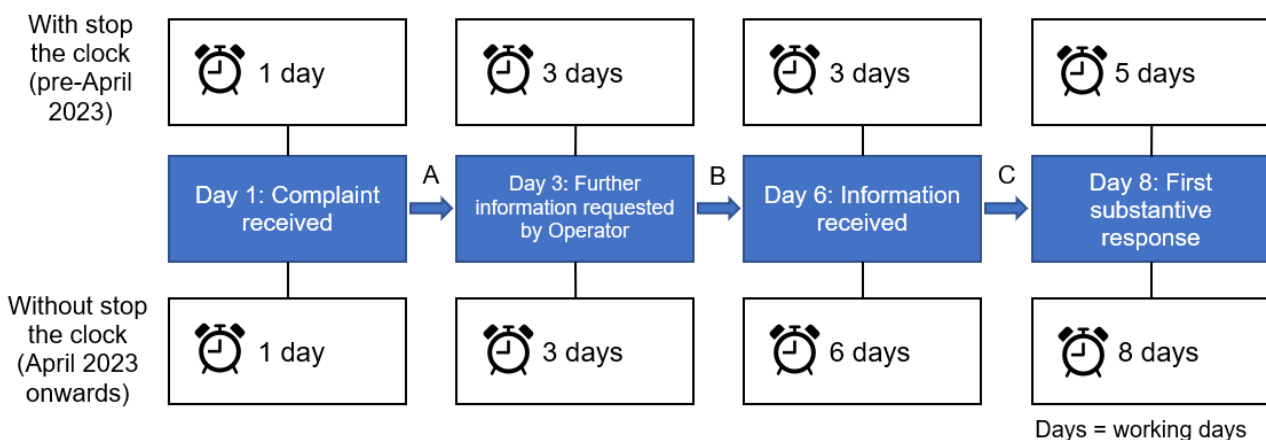 With stop
the clock
(pre-April
2023)
1 day
3 days
3 days
5 days
Day 1: Complaint
received
A
Day 3: Further
information requested
by Operator
B
Day 6: Information
received
C
Day 8: First
substantive
response
Without stop
the clock
(April 2023
onwards)
1 day
3 days
6 days
8 days
Days = working days